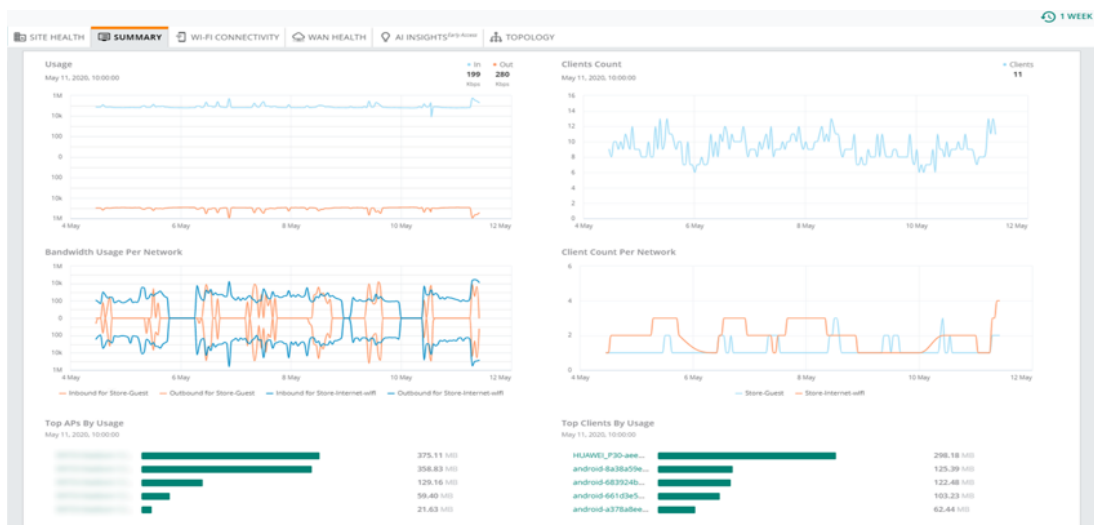 1 WEEK
SITE HEALTH SUMMARY WI-FI CONNECTIVITY WAN HEALTH AI INSIGHTS Early Access TOPOLOGY
Usage
May 11, 2020, 10:00:00
In Out
199 280
Kbps Kbps
1M
10k
100
0
100
10k
1M
4 May 6 May 8 May 10 May 12 May
Clients Count
May 11, 2020, 10:00:00
Clients
11
16
14
12
10
8
6
4
2
0
4 May 6 May 8 May 10 May 12 May
Bandwidth Usage Per Network
1M
10k
100
0
100
10k
1M
4 May 6 May 8 May 10 May 12 May
Inbound for Store-Guest Outbound for Store-Guest Inbound for Store-Internet-wifi Outbound for Store-Internet-wifi
Client Count Per Network
6
4
2
0
4 May 6 May 8 May 10 May 12 May
Store-Guest Store-Internet-wifi
Top APs By Usage
May 11, 2020, 10:00:00
375.11 MB
358.83 MB
129.16 MB
59.40 MB
21.63 MB
Top Clients By Usage
May 11, 2020, 10:00:00
HUAWEI_P30-aee... 298.18 MB
android-8a38a59e... 125.39 MB
android-683924b... 122.48 MB
android-661d3e5... 103.23 MB
android-a378a8ee... 62.44 MB